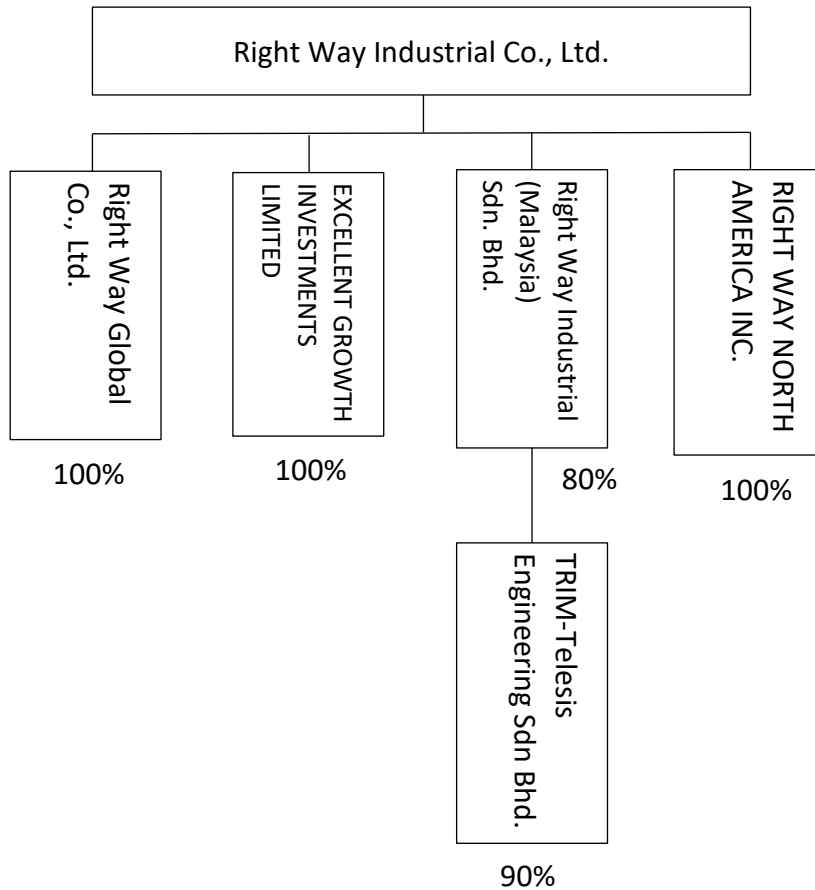 Right Way Industrial Co., Ltd.
Right Way Global
Co., Ltd.
100%
EXCELLENT GROWTH
INVESTMENTS
LIMITED
100%
Right Way Industrial
(Malaysia)
Sdn. Bhd.
80%
RIGHT WAY NORTH
AMERICA INC.
100%
TRIM-Telesis
Engineering Sdn Bhd.
90%